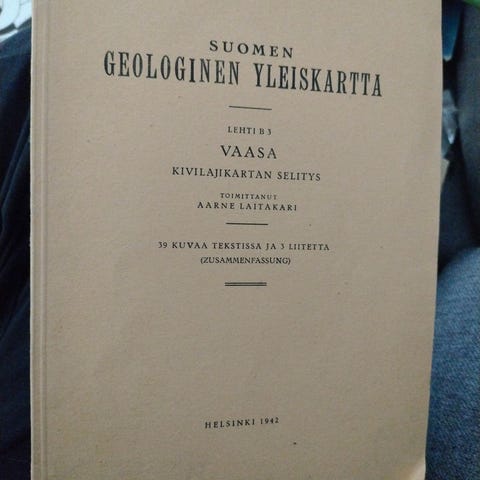 SUOMEN
GEOLOGINEN YLEISKARTTA
LEHTI B 3
VAASA
KIVILAJIKARTAN SELITYS
TOIMITTANUT
AARNE LAITAKARI
39 KUVAA TEKSTISSÄ JA 3 LIITETTÄ
(ZUSAMMENFASSUNG)
HELSINKI 1942